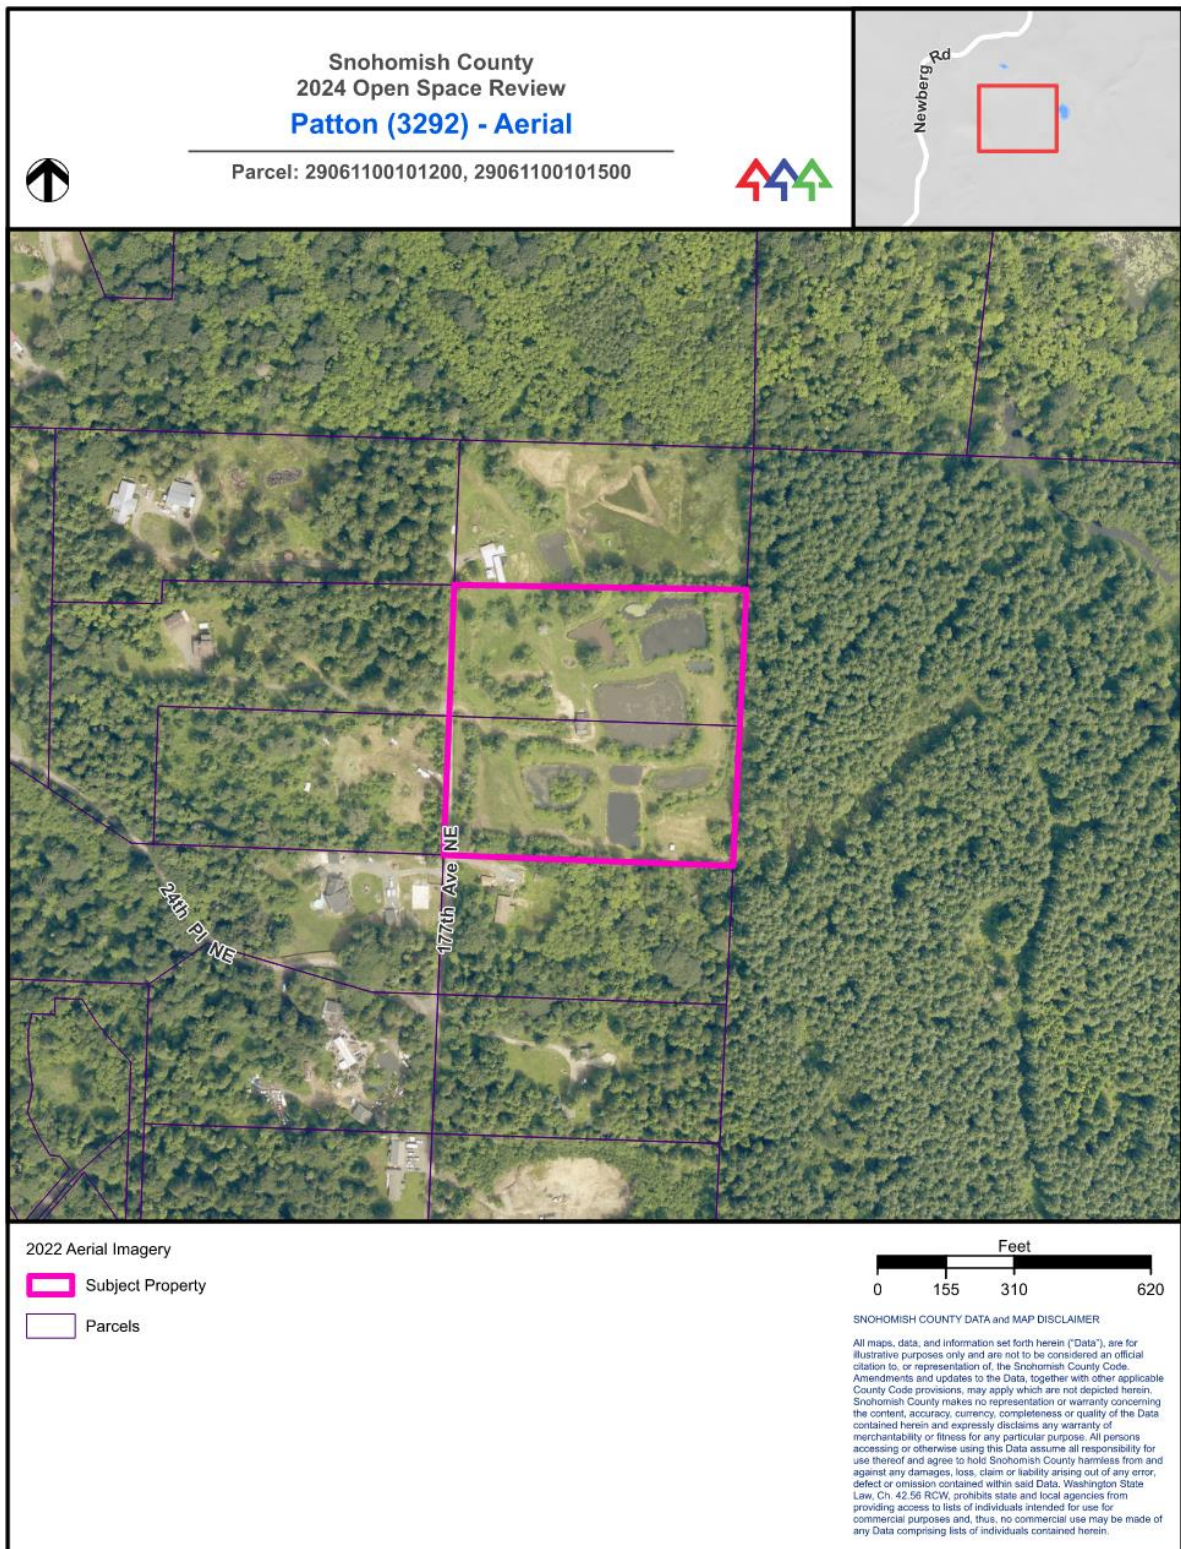 Snohomish County
2024 Open Space Review
Patton (3292) - Aerial
Parcel: 29061100101200, 29061100101500
Newberg Rd
177th Ave NE
24th Pl NE
2022 Aerial Imagery
Subject Property
Parcels
Feet
0 155 310 620
SNOHOMISH COUNTY DATA and MAP DISCLAIMER
All maps, data, and information set forth herein ("Data"), are for
illustrative purposes only and are not to be considered an official
citation to, or representation of, the Snohomish County Code.
Amendments and updates to the Data, together with other applicable
County Code provisions, may apply which are not depicted herein.
Snohomish County makes no representation or warranty concerning
the content, accuracy, currency, completeness or quality of the Data
contained herein and expressly disclaims any warranty of
merchantability or fitness for any particular purpose. All persons
accessing or otherwise using this Data assume all responsibility for
use thereof and agree to hold Snohomish County harmless from and
against any damages, loss, claim or liability arising out of any error,
defect or omission contained within said Data. Washington State
Law, Ch. 42.56 RCW, prohibits state and local agencies from
providing access to lists of individuals intended for use for
commercial purposes and, thus, no commercial use may be made of
any Data comprising lists of individuals contained herein.